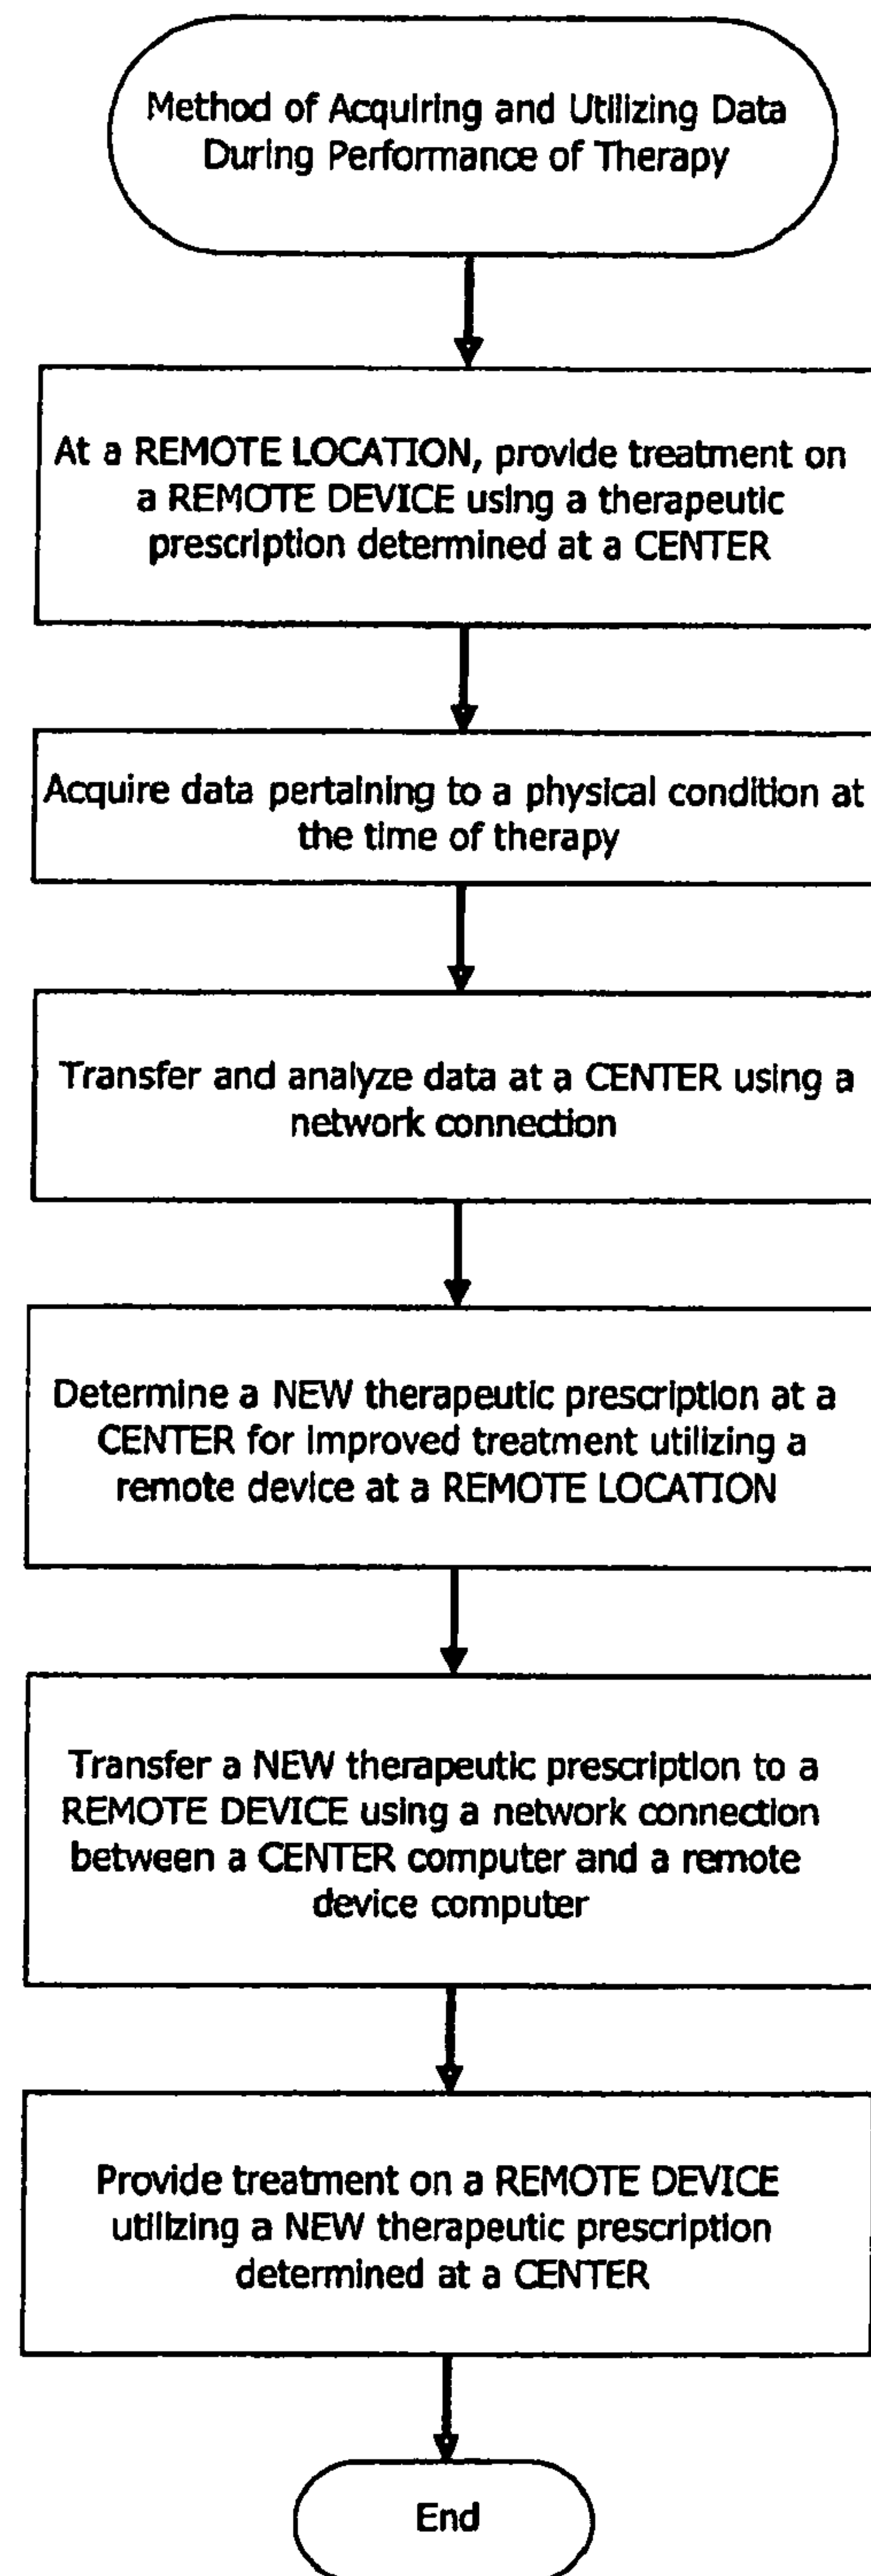 Method of Acquiring and Utilizing Data
During Performance of Therapy
At a REMOTE LOCATION, provide treatment on
a REMOTE DEVICE using a therapeutic
prescription determined at a CENTER
Acquire data pertaining to a physical condition at
the time of therapy
Transfer and analyze data at a CENTER using a
network connection
Determine a NEW therapeutic prescription at a
CENTER for improved treatment utilizing a
remote device at a REMOTE LOCATION
Transfer a NEW therapeutic prescription to a
REMOTE DEVICE using a network connection
between a CENTER computer and a remote
device computer
Provide treatment on a REMOTE DEVICE
utilizing a NEW therapeutic prescription
determined at a CENTER
End